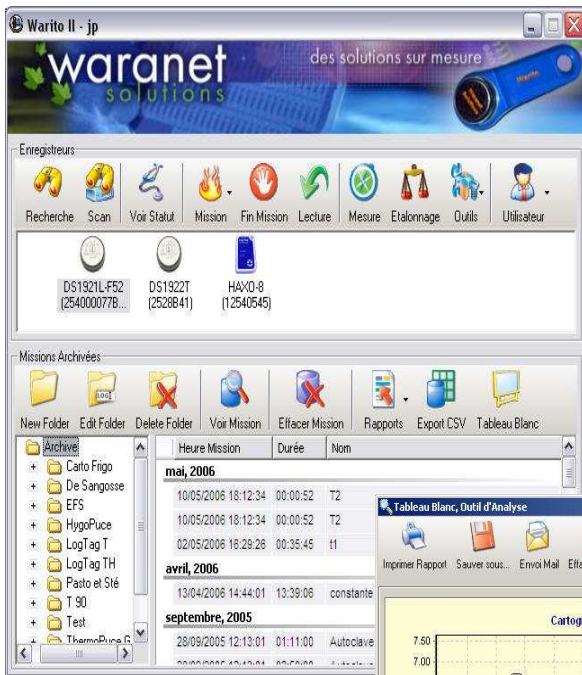 Warito II - jp
waranet
solutions
des solutions sur mesure
Enregistreurs
Recherche Scan Voir Statut Mission Fin Mission Lecture Mesure Etalonnage Outils Utilisateur
DS1921L-F52 DS1922T HAXO-8
(254000077B... (2528B41) (12540545)
Missions Archivées
New Folder Edit Folder Delete Folder Voir Mission Effacer Mission Rapports Export CSV Tableau Blanc
Archive
Carto Frigo
De Sangosse
EFS
HygoPuce
LogTag T
LogTag TH
Pasto et Sté
T 90
Test
ThermoPuce G
Heure Mission Durée Nom
mai, 2006
10/05/2006 18:12:34 00:00:52 T2
10/05/2006 18:12:34 00:00:52 T2
02/05/2006 16:29:26 00:35:45 t1
avril, 2006
13/04/2006 14:44:01 13:39:06 constante
septembre, 2005
28/09/2005 12:13:01 01:11:00 Autoclave
Tableau Blanc, Outil d'Analyse
Imprimer Rapport Sauver sous... Envoi Mail Effa
Cartog
7.50
7.00